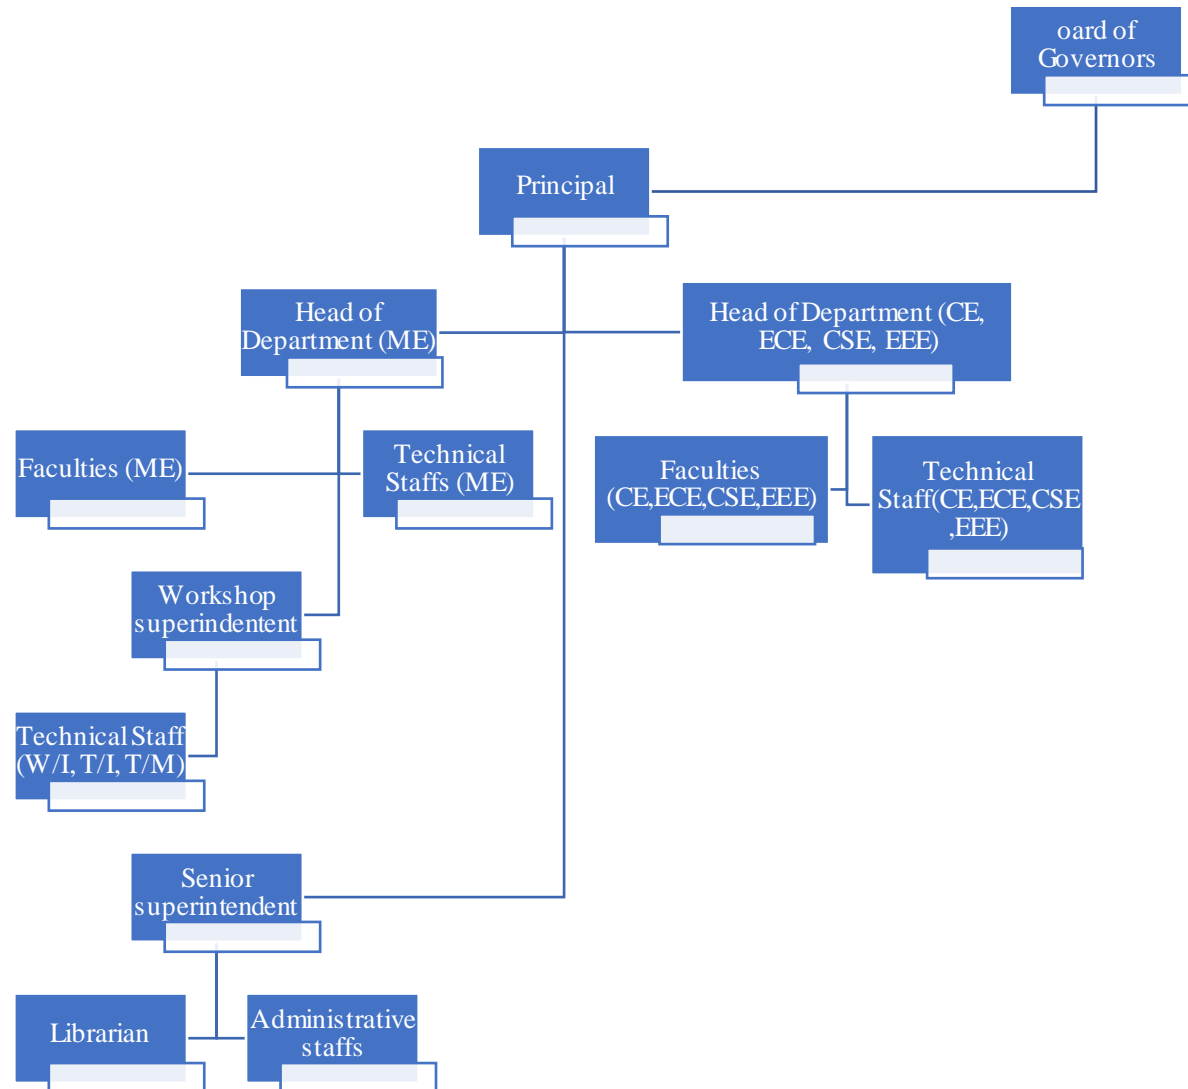 oard of
Governors
Principal
Head of
Department (ME)
Head of Department (CE,
ECE, CSE, EEE)
Faculties (ME)
Technical
Staffs (ME)
Faculties
(CE,ECE,CSE,EEE)
Technical
Staff(CE,ECE,CSE
,EEE)
Workshop
superindentent
Technical Staff
(W/I, T/I, T/M)
Senior
superintendent
Librarian
Administrative
staffs